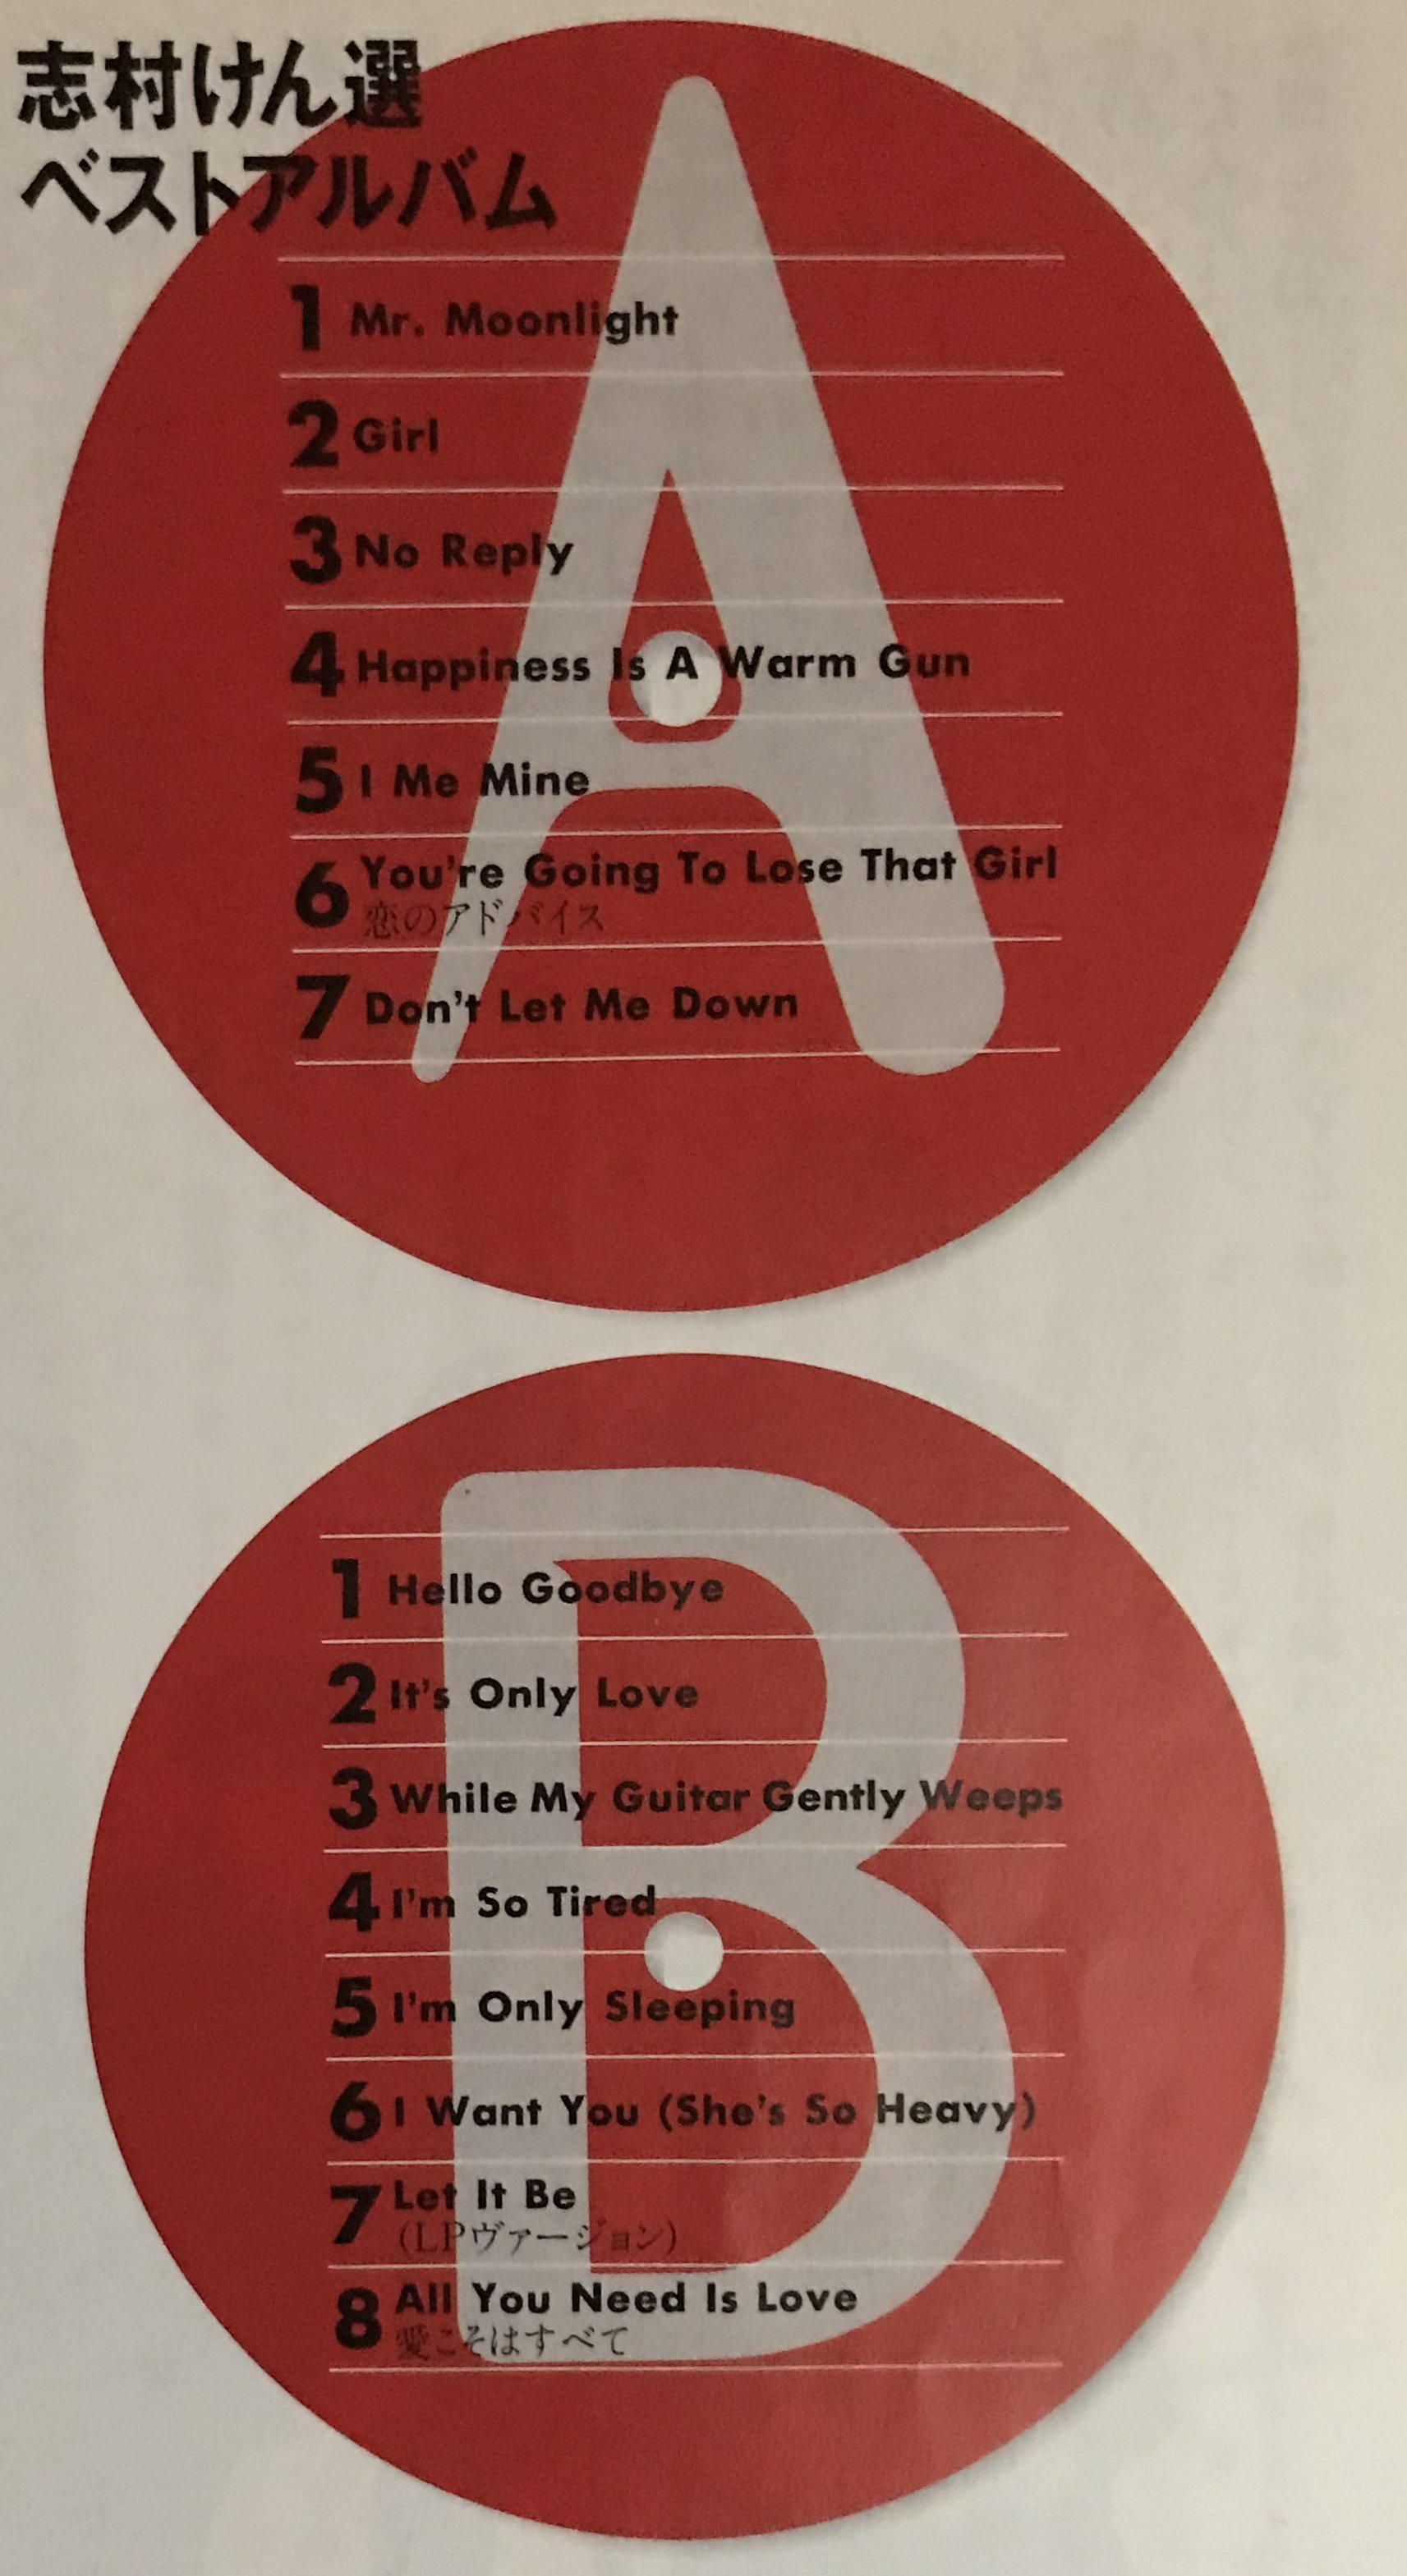 志村けん選
ベストアルバム
A
1 Mr. Moonlight
2 Girl
3 No Reply
4 Happiness Is A Warm Gun
5 I Me Mine
6 You're Going To Lose That Girl
恋のアドバイス
7 Don't Let Me Down
B
1 Hello Goodbye
2 It's Only Love
3 While My Guitar Gently Weeps
4 I'm So Tired
5 I'm Only Sleeping
6 I Want You (She's So Heavy)
7 Let It Be
(LPヴァージョン)
8 All You Need Is Love
愛こそはすべて